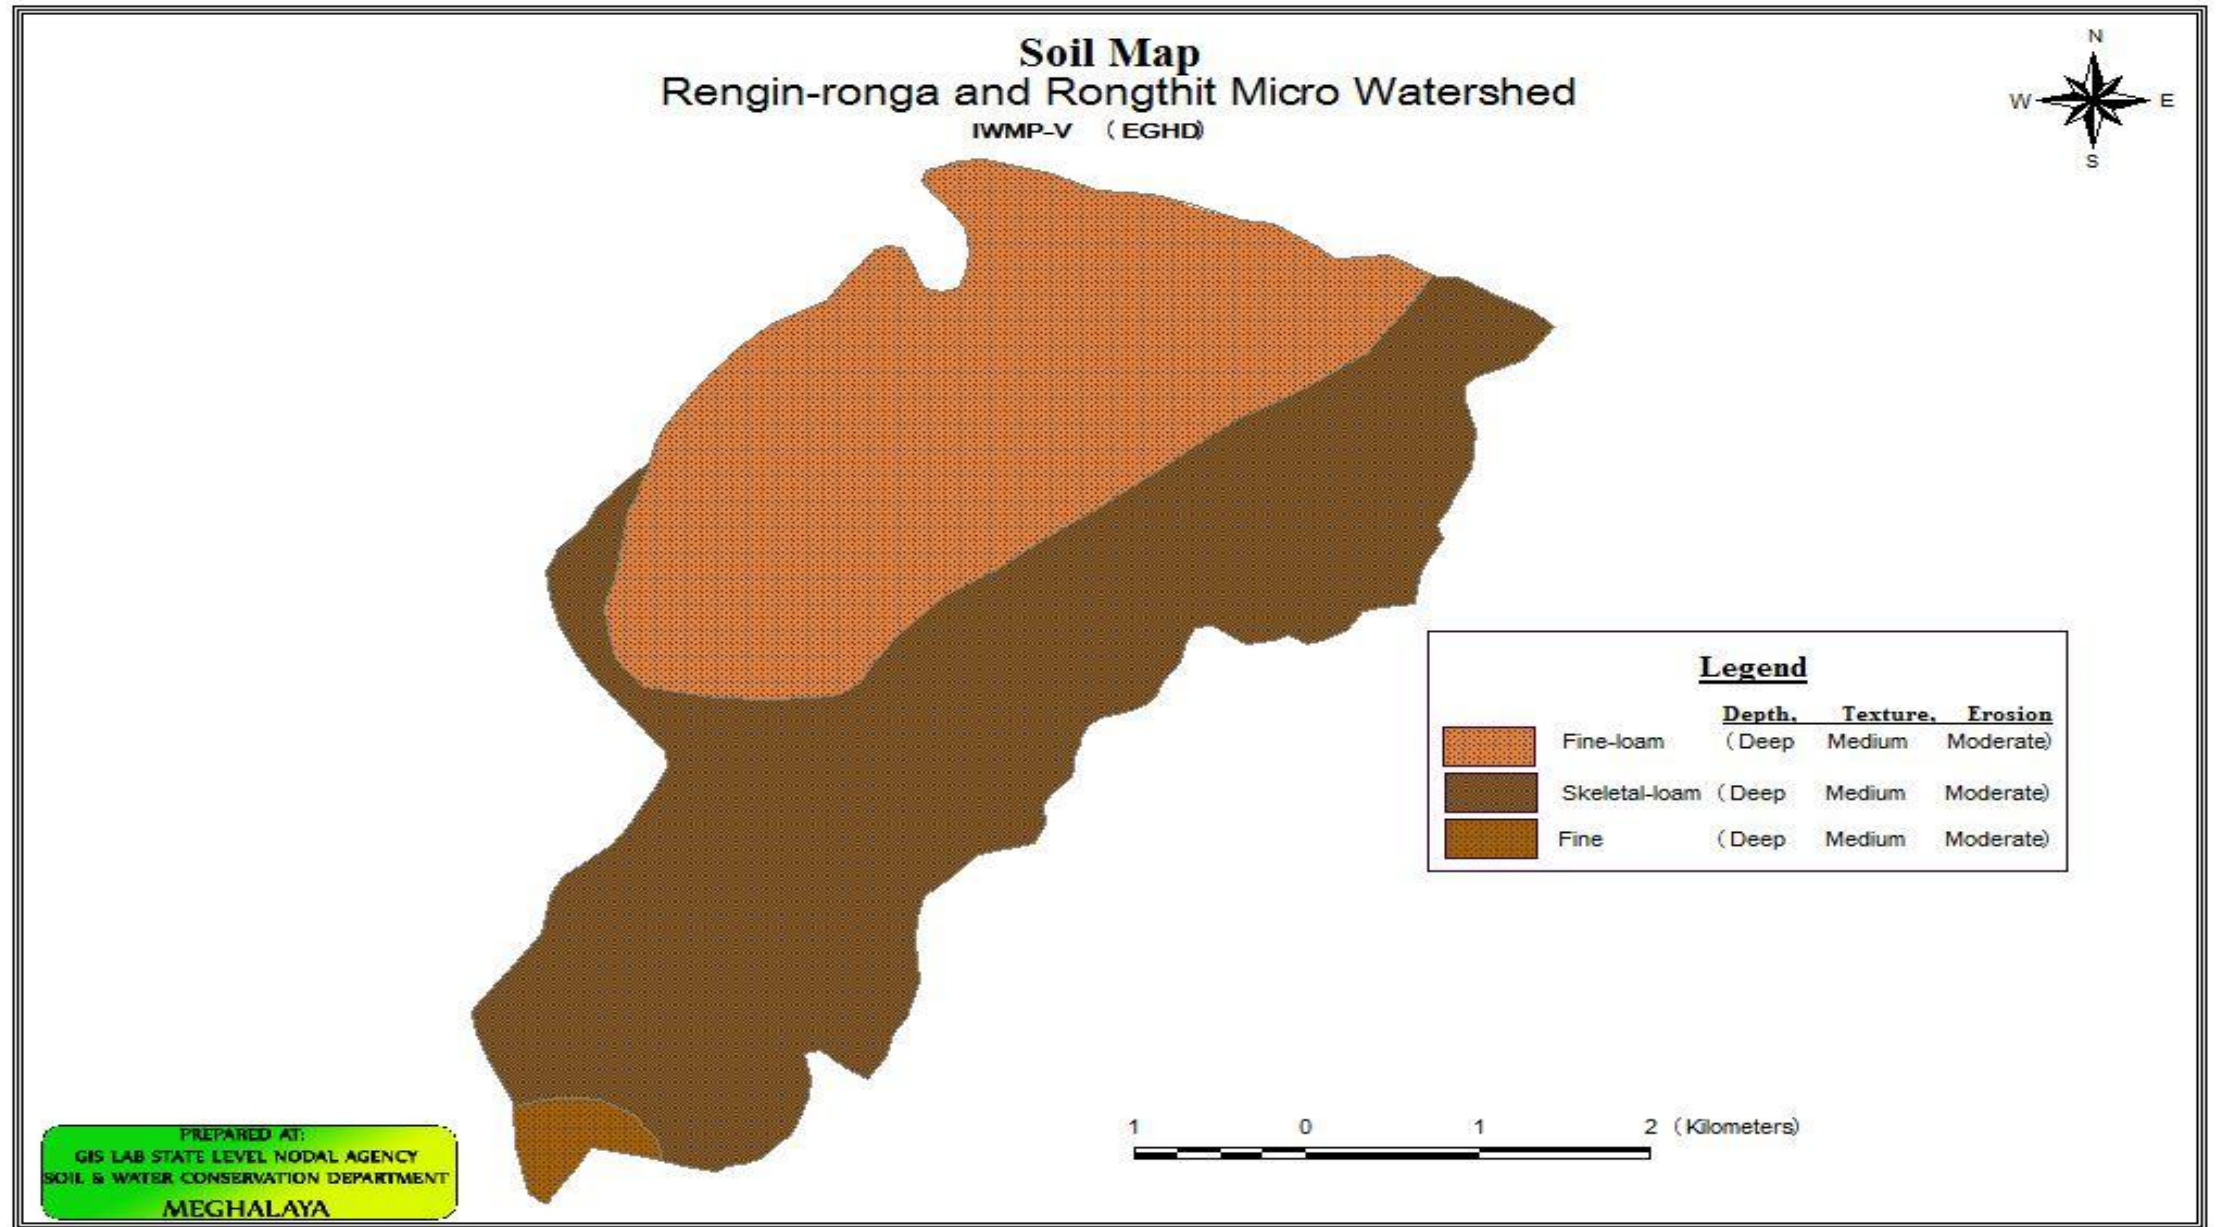 Soil Map
Rengin-ronga and Rongthit Micro Watershed
IWMP-V ( EGHD)
N
W E
S
Legend
Depth, Texture, Erosion
Fine-loam ( Deep Medium Moderate)
Skeletal-loam ( Deep Medium Moderate)
Fine ( Deep Medium Moderate)
1 0 1 2 (Kilometers)
PREPARED AT:
GIS LAB STATE LEVEL NODAL AGENCY
SOIL & WATER CONSERVATION DEPARTMENT
MEGHALAYA